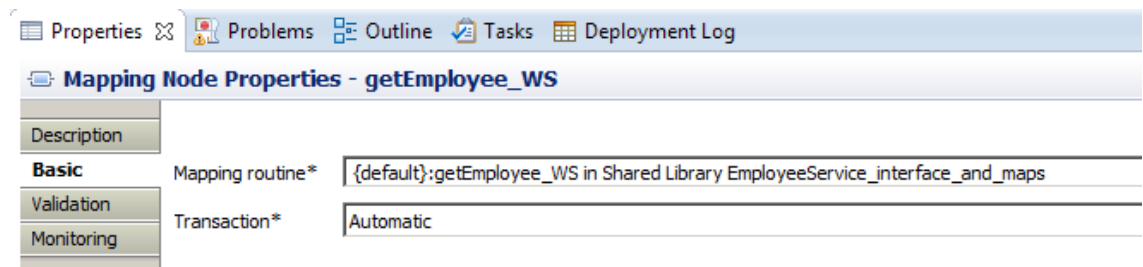 Properties Problems Outline Tasks Deployment Log
Mapping Node Properties - getEmployee_WS
Description
Basic
Mapping routine* {default}:getEmployee_WS in Shared Library EmployeeService_interface_and_maps
Validation
Transaction* Automatic
Monitoring